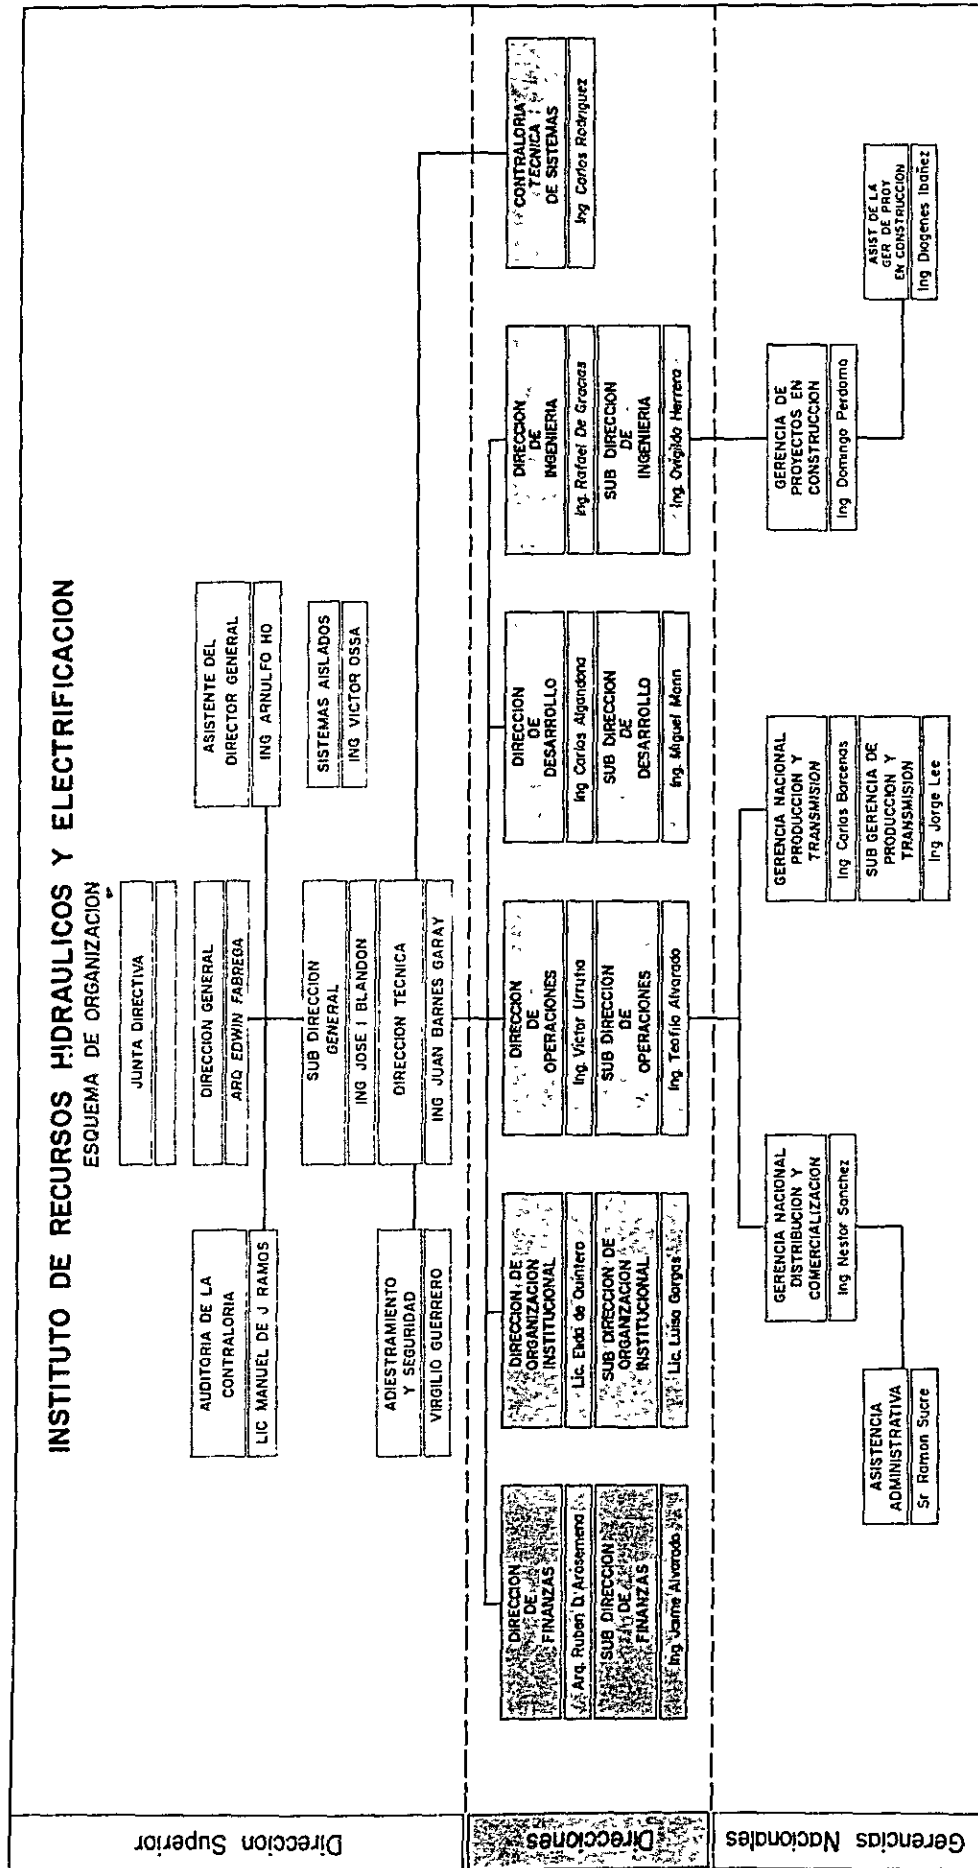 INSTITUTO DE RECURSOS HIDRAULICOS Y ELECTRIFICACION
ESQUEMA DE ORGANIZACION
Direccion Superior
JUNTA DIRECTIVA
AUDITORIA DE LA
CONTRALORIA
LIC MANUEL DE J RAMOS
DIRECCION GENERAL
ARQ EDWIN FABREGA
ASISTENTE DEL
DIRECTOR GENERAL
ING ARNULFO HO
SUB DIRECCION
GENERAL
ING JOSE I BLANDON
SISTEMAS AISLADOS
ING VICTOR OSSA
ADIESTRAMIENTO
Y SEGURIDAD
VIRGILIO GUERRERO
DIRECCION TECNICA
ING JUAN BARNES GARAY
Direcciones
DIRECCION
DE
FINANZAS
Arq. Ruben D. Arosemena
SUB DIRECCION
DE
FINANZAS
Ing Jaime Alvarado
DIRECCION DE
ORGANIZACION
INSTITUCIONAL
Lic. Elida de Quintero
SUB DIRECCION DE
ORGANIZACION
INSTITUCIONAL
Lic. Luisa Gargas
DIRECCION
DE
OPERACIONES
Ing. Victor Urrutia
SUB DIRECCION
DE
OPERACIONES
Ing. Teofilo Alvarado
DIRECCION
DE
DESARROLLO
Ing Carlos Algandona
SUB DIRECCION
DE
DESARROLLO
Ing. Miguel Mann
DIRECCION
DE
INGENIERIA
Ing. Rafael De Gracias
SUB DIRECCION
DE
INGENIERIA
Ing. Ovigildo Herrera
CONTRALORIA
TECNICA
DE SISTEMAS
Ing Carlos Rodriguez
Gerencias Nacionales
GERENCIA NACIONAL
DISTRIBUCION Y
COMERCIALIZACION
Ing Nestor Sanchez
GERENCIA NACIONAL
PRODUCCION Y
TRANSMISION
Ing Carlos Barcenas
SUB GERENCIA DE
PRODUCCION Y
TRANSMISION
Ing Jorge Lee
GERENCIA DE
PROYECTOS EN
CONSTRUCCION
Ing Domingo Perdomo
ASISTENCIA
ADMINISTRATIVA
Sr Ramon Sucre
ASIST DE LA
GER DE PROY
EN CONSTRUCCION
Ing Diogenes Ibañez